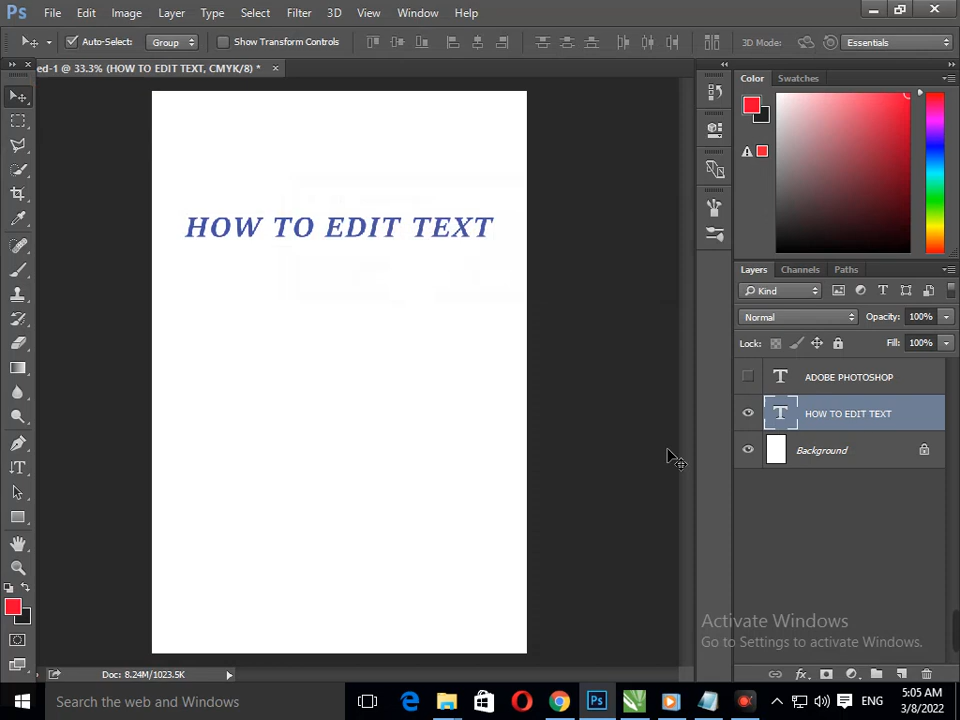 Ps File Edit Image Layer Type Select Filter 3D View Window Help
Auto-Select: Group Show Transform Controls 3D Mode: Essentials
ed-1 @ 33.3% (HOW TO EDIT TEXT, CMYK/8) * ×
Color Swatches
HOW TO EDIT TEXT
Layers Channels Paths
Kind
Normal Opacity: 100%
Lock: Fill: 100%
ADOBE PHOTOSHOP
HOW TO EDIT TEXT
Background
Activate Windows
Go to Settings to activate Windows.
Doc: 8.24M/1023.5K
Search the web and Windows
ENG
5:05 AM
3/8/2022